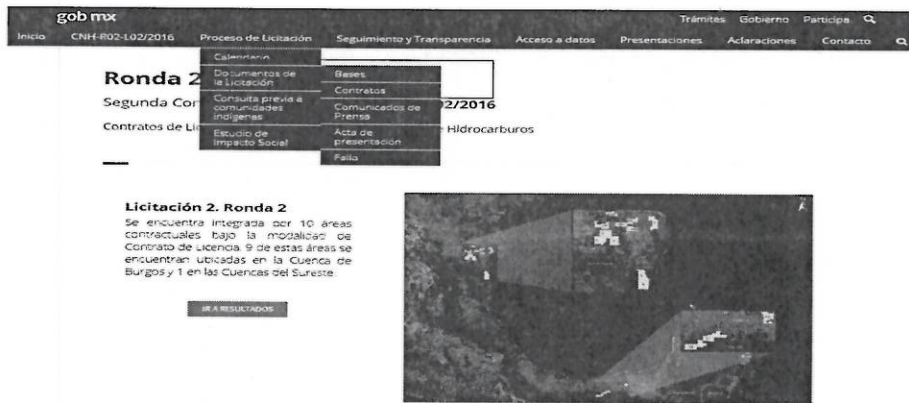 gob mx
Trámites Gobierno Participa
Inicio CNH-R02-L02/2016 Proceso de Licitación Seguimiento y Transparencia Acceso a datos Presentaciones Aclaraciones Contacto
Calendario
Documentos de la Licitación
Consulta previa a comunidades indígenas
Estudio de Impacto Social
Bases
Contratos
Comunicados de Prensa
Acta de presentación
Fallo
Ronda 2
Segunda Con 02/2016
Contratos de Lic e Hidrocarburos
Licitación 2. Ronda 2
Se encuentra integrada por 10 áreas
contractuales bajo la modalidad de
Contrato de Licencia. 9 de estas áreas se
encuentran ubicadas en la Cuenca de
Burgos y 1 en las Cuencas del Sureste.
IR A RESULTADOS